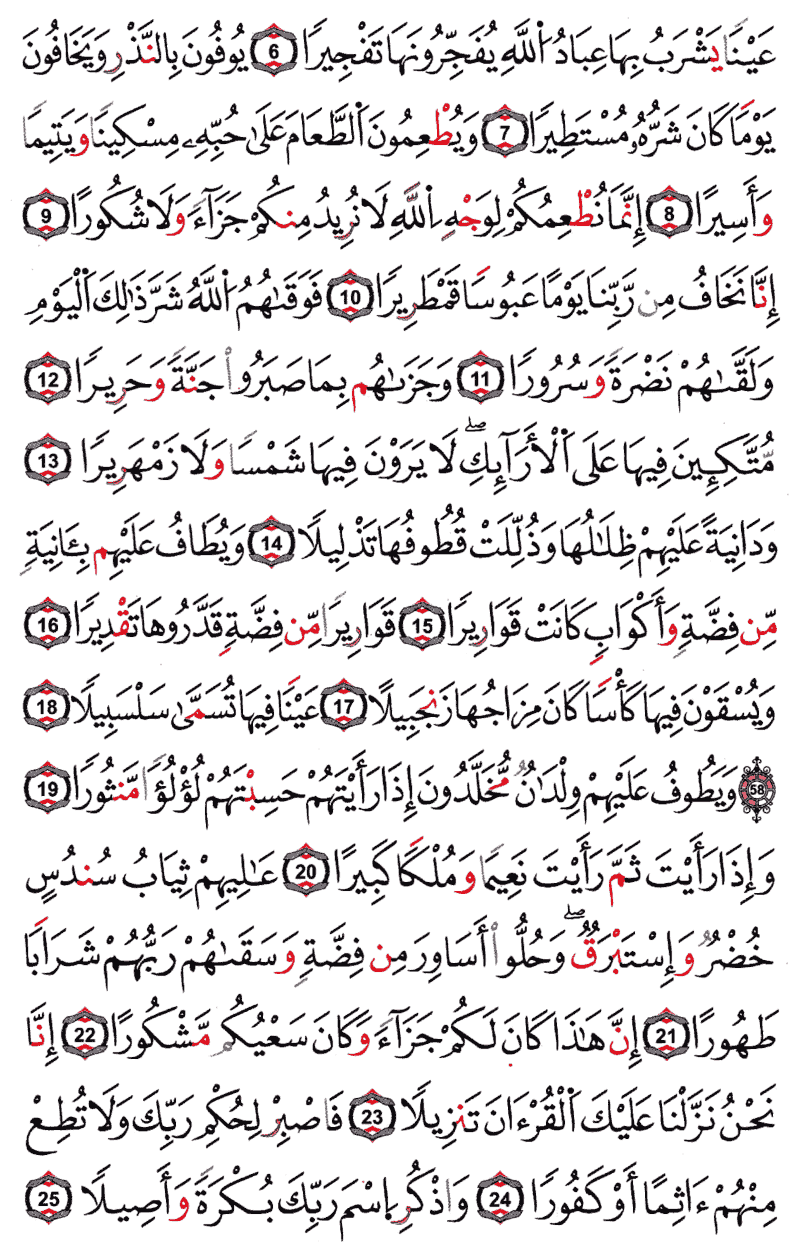 عَيْنًا يَشْرَبُ بِهَا عِبَادُ ٱللَّهِ يُفَجِّرُونَهَا تَفْجِيرًا 6 يُوفُونَ بِالنَّذْرِ وَيَخَافُونَ
يَوْمًا كَانَ شَرُّهُۥ مُسْتَطِيرًا 7 وَيُطْعِمُونَ ٱلطَّعَامَ عَلَىٰ حُبِّهِۦ مِسْكِينًا وَيَتِيمًا
وَأَسِيرًا 8 إِنَّمَا نُطْعِمُكُمْ لِوَجْهِ ٱللَّهِ لَا نُرِيدُ مِنكُمْ جَزَآءً وَلَا شُكُورًا 9
إِنَّا نَخَافُ مِن رَّبِّنَا يَوْمًا عَبُوسًا قَمْطَرِيرًا 10 فَوَقَىٰهُمُ ٱللَّهُ شَرَّ ذَٰلِكَ ٱلْيَوْمِ
وَلَقَّىٰهُمْ نَضْرَةً وَسُرُورًا 11 وَجَزَىٰهُم بِمَا صَبَرُوا۟ جَنَّةً وَحَرِيرًا 12
مُّتَّكِـِٔينَ فِيهَا عَلَى ٱلْأَرَآئِكِ ۖ لَا يَرَوْنَ فِيهَا شَمْسًا وَلَا زَمْهَرِيرًا 13
وَدَانِيَةً عَلَيْهِمْ ظِلَـٰلُهَا وَذُلِّلَتْ قُطُوفُهَا تَذْلِيلًا 14 وَيُطَافُ عَلَيْهِم بِـَٔانِيَةٍ
مِّن فِضَّةٍ وَأَكْوَابٍ كَانَتْ قَوَارِيرًا 15 قَوَارِيرًا مِّن فِضَّةٍ قَدَّرُوهَا تَقْدِيرًا 16
وَيُسْقَوْنَ فِيهَا كَأْسًا كَانَ مِزَاجُهَا زَنجَبِيلًا 17 عَيْنًا فِيهَا تُسَمَّىٰ سَلْسَبِيلًا 18
58 وَيَطُوفُ عَلَيْهِمْ وِلْدَٰنٌ مُّخَلَّدُونَ إِذَا رَأَيْتَهُمْ حَسِبْتَهُمْ لُؤْلُؤًا مَّنثُورًا 19
وَإِذَا رَأَيْتَ ثَمَّ رَأَيْتَ نَعِيمًا وَمُلْكًا كَبِيرًا 20 عَـٰلِيهِمْ ثِيَابُ سُندُسٍ
خُضْرٌ وَإِسْتَبْرَقٌ ۖ وَحُلُّوٓا۟ أَسَاوِرَ مِن فِضَّةٍ وَسَقَىٰهُمْ رَبُّهُمْ شَرَابًا
طَهُورًا 21 إِنَّ هَـٰذَا كَانَ لَكُمْ جَزَآءً وَكَانَ سَعْيُكُم مَّشْكُورًا 22 إِنَّا
نَحْنُ نَزَّلْنَا عَلَيْكَ ٱلْقُرْءَانَ تَنزِيلًا 23 فَاصْبِرْ لِحُكْمِ رَبِّكَ وَلَا تُطِعْ
مِنْهُمْ ءَاثِمًا أَوْ كَفُورًا 24 وَاذْكُرِ اسْمَ رَبِّكَ بُكْرَةً وَأَصِيلًا 25